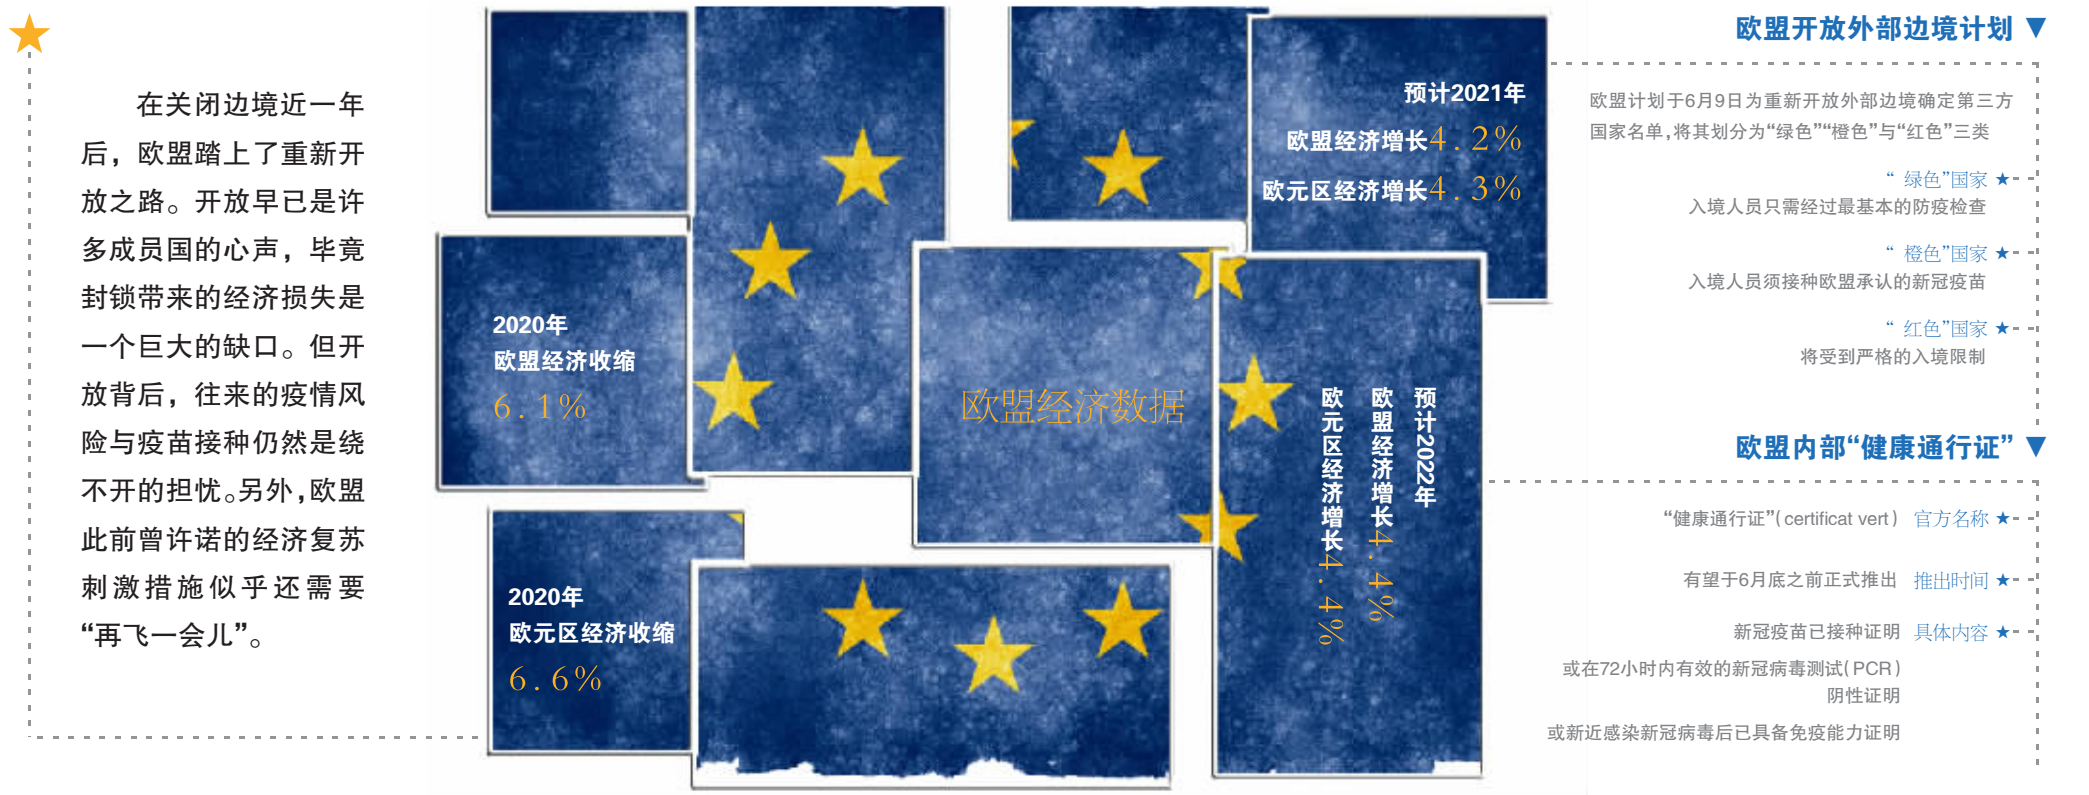 在关闭边境近一年
后，欧盟踏上了重新开
放之路。开放早已是许
多成员国的心声，毕竟
封锁带来的经济损失是
一个巨大的缺口。但开
放背后，往来的疫情风
险与疫苗接种仍然是绕
不开的担忧。另外，欧盟
此前曾许诺的经济复苏
刺激措施似乎还需要
“再飞一会儿”。
2020年
欧盟经济收缩
6.1%
2020年
欧元区经济收缩
6.6%
欧盟经济数据
预计2021年
欧盟经济增长4.2%
欧元区经济增长4.3%
预计2022年
欧盟经济增长4.4%
欧元区经济增长4.4%
欧盟开放外部边境计划 ▼
欧盟计划于6月9日为重新开放外部边境确定第三方
国家名单，将其划分为“绿色”“橙色”与“红色”三类
“绿色”国家 ★
入境人员只需经过最基本的防疫检查
“橙色”国家 ★
入境人员须接种欧盟承认的新冠疫苗
“红色”国家 ★
将受到严格的入境限制
欧盟内部“健康通行证” ▼
“健康通行证”（certificat vert） 官方名称 ★
有望于6月底之前正式推出 推出时间 ★
新冠疫苗已接种证明 具体内容 ★
或在72小时内有效的新冠病毒测试（PCR）
阴性证明
或新近感染新冠病毒后已具备免疫能力证明